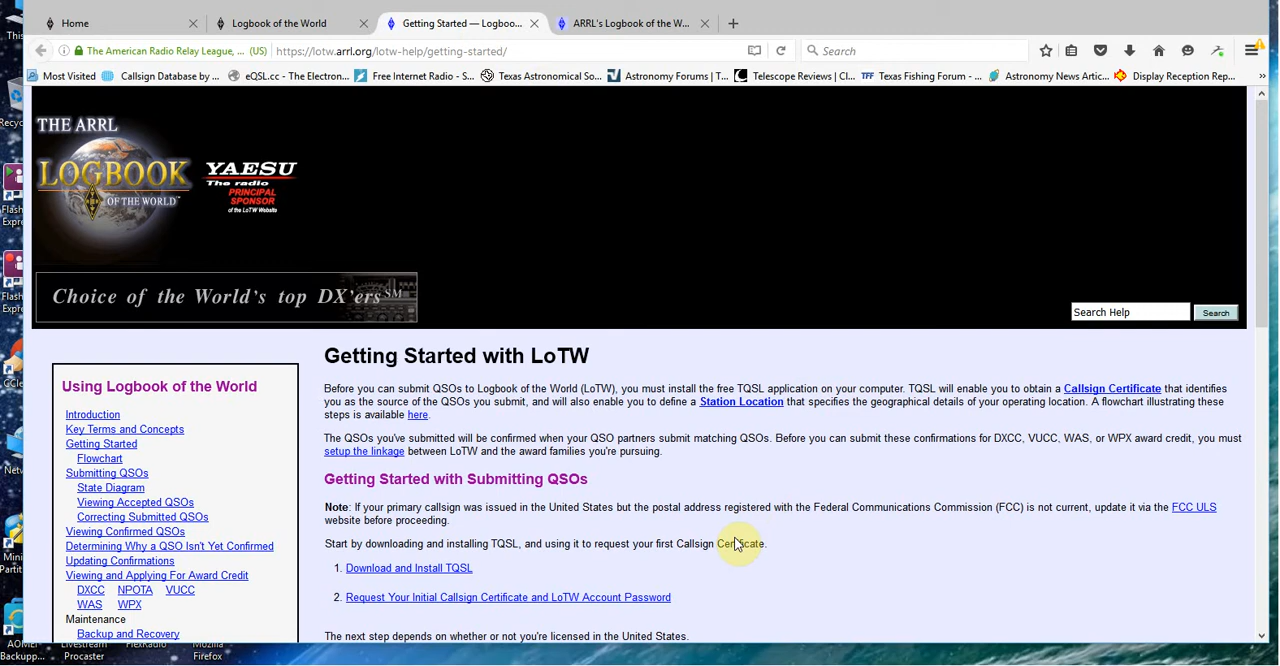 Home
Logbook of the World
Getting Started — Logboo...
ARRL's Logbook of the W...
The American Radio Relay League, ... (US)
https://lotw.arrl.org/lotw-help/getting-started/
Search
Most Visited
Callsign Database by ...
eQSL.cc - The Electron...
Free Internet Radio - S...
Texas Astronomical So...
Astronomy Forums | T...
Telescope Reviews | Cl...
TFF Texas Fishing Forum - ...
Astronomy News Artic...
Display Reception Rep...
THE ARRL
LOGBOOK
OF THE WORLD
YAESU
The radio
PRINCIPAL
SPONSOR
of the LoTW Website
Choice of the World's top DX'ers SM
Search Help
Search
Using Logbook of the World
Introduction
Key Terms and Concepts
Getting Started
Flowchart
Submitting QSOs
State Diagram
Viewing Accepted QSOs
Correcting Submitted QSOs
Viewing Confirmed QSOs
Determining Why a QSO Isn't Yet Confirmed
Updating Confirmations
Viewing and Applying For Award Credit
DXCC NPOTA VUCC
WAS WPX
Maintenance
Backup and Recovery
Getting Started with LoTW
Before you can submit QSOs to Logbook of the World (LoTW), you must install the free TQSL application on your computer. TQSL will enable you to obtain a Callsign Certificate that identifies
you as the source of the QSOs you submit, and will also enable you to define a Station Location that specifies the geographical details of your operating location. A flowchart illustrating these
steps is available here.
The QSOs you've submitted will be confirmed when your QSO partners submit matching QSOs. Before you can submit these confirmations for DXCC, VUCC, WAS, or WPX award credit, you must
setup the linkage between LoTW and the award families you're pursuing.
Getting Started with Submitting QSOs
Note: If your primary callsign was issued in the United States but the postal address registered with the Federal Communications Commission (FCC) is not current, update it via the FCC ULS
website before proceeding.
Start by downloading and installing TQSL, and using it to request your first Callsign Certificate.
1. Download and Install TQSL
2. Request Your Initial Callsign Certificate and LoTW Account Password
The next step depends on whether or not you're licensed in the United States.
This
Recyc
Flash
Expre
Flash
Expr
CCle
Netw
Mini
Partit
AOMEI
Backupp...
Livestream
Procaster
FlexRadio
Mozilla
Firefox